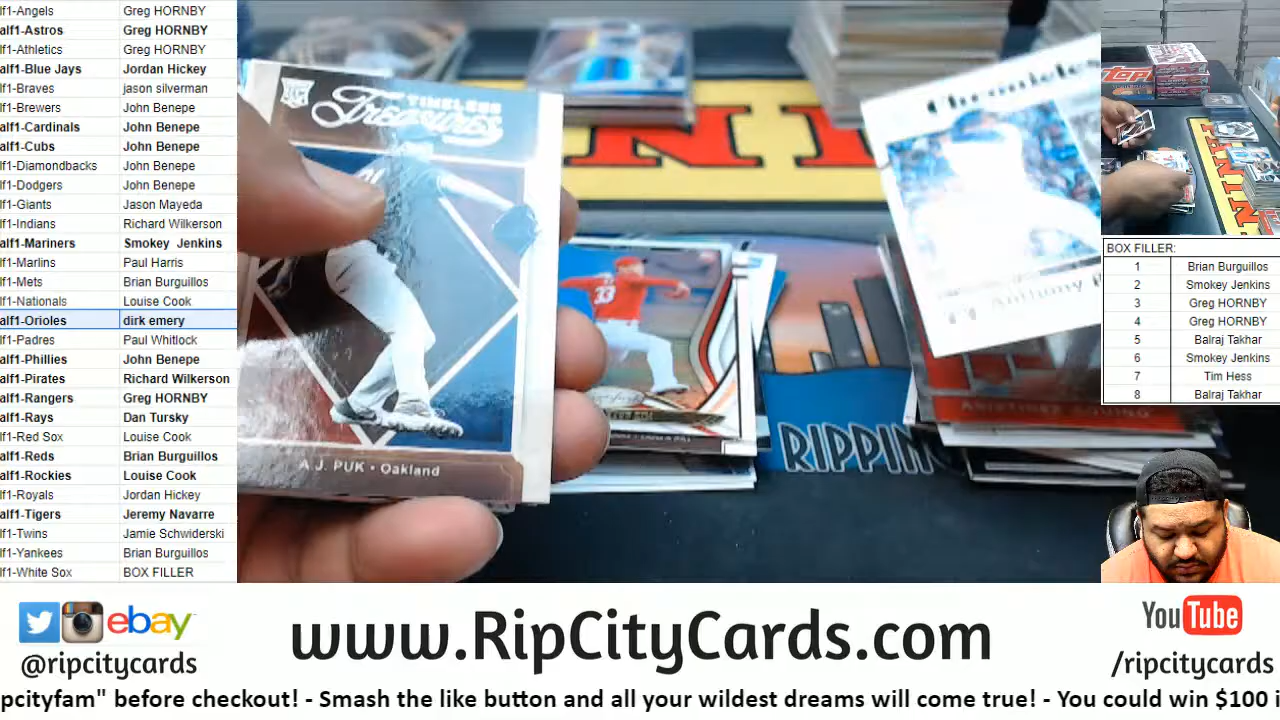 lf1-Angels Greg HORNBY
alf1-Astros Greg HORNBY
lf1-Athletics Greg HORNBY
alf1-Blue Jays Jordan Hickey
lf1-Braves jason silverman
lf1-Brewers John Benepe
alf1-Cardinals John Benepe
alf1-Cubs John Benepe
lf1-Diamondbacks John Benepe
lf1-Dodgers John Benepe
lf1-Giants Jason Mayeda
lf1-Indians Richard Wilkerson
alf1-Mariners Smokey Jenkins
lf1-Marlins Paul Harris
lf1-Mets Brian Burguillos
lf1-Nationals Louise Cook
alf1-Orioles dirk emery
lf1-Padres Paul Whitlock
alf1-Phillies John Benepe
alf1-Pirates Richard Wilkerson
alf1-Rangers Greg HORNBY
alf1-Rays Dan Tursky
lf1-Red Sox Louise Cook
alf1-Reds Brian Burguillos
alf1-Rockies Louise Cook
lf1-Royals Jordan Hickey
alf1-Tigers Jeremy Navarre
lf1-Twins Jamie Schwiderski
lf1-Yankees Brian Burguillos
lf1-White Sox BOX FILLER
RC
TIMELESS
Treasures
A.J. PUK • Oakland
33
Chronicles
Anthony
RIPPIN
BOX FILLER:
1 Brian Burguillos
2 Smokey Jenkins
3 Greg HORNBY
4 Greg HORNBY
5 Balraj Takhar
6 Smokey Jenkins
7 Tim Hess
8 Balraj Takhar
ebay
@ripcitycards
www.RipCityCards.com
YouTube
/ripcitycards
pcityfam" before checkout! - Smash the like button and all your wildest dreams will come true! - You could win $100 i